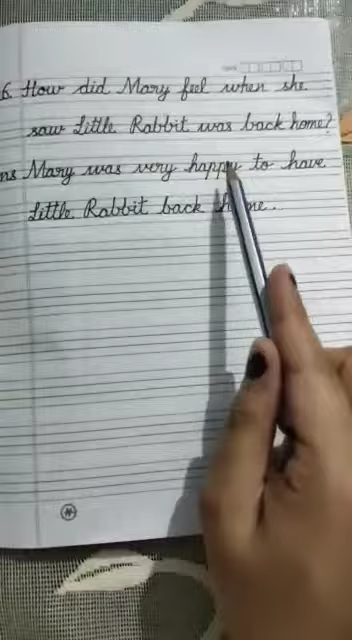 6. How did Mary feel when she
saw Little Rabbit was back home?
ns Mary was very happy to have
Little Rabbit back home.